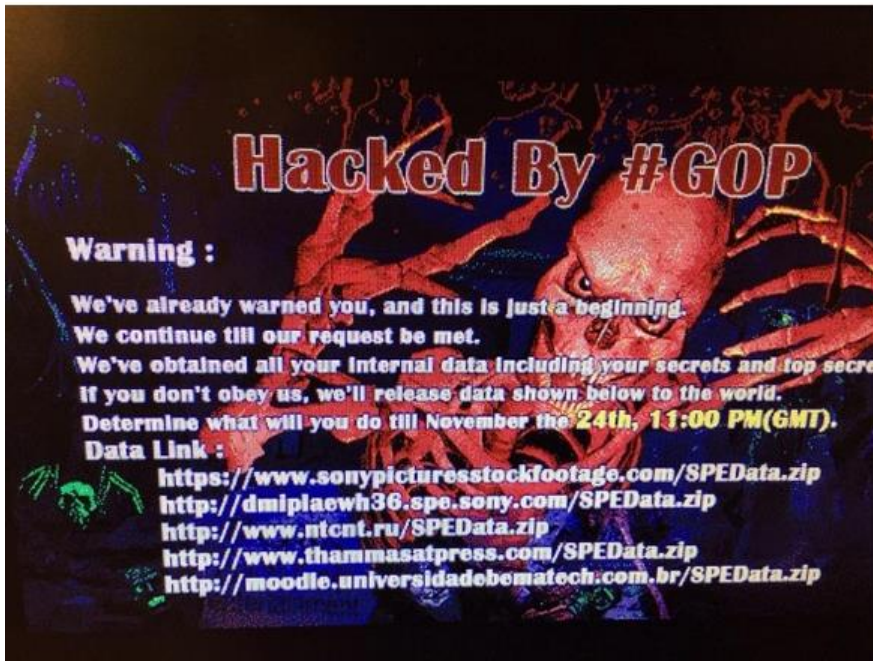 Hacked By #GOP
Warning :
We've already warned you, and this is just a beginning.
We continue till our request be met.
We've obtained all your internal data including your secrets and top secre
If you don't obey us, we'll release data shown below to the world.
Determine what will you do till November the 24th, 11:00 PM(GMT).
Data Link :
https://www.sonypicturesstockfootage.com/SPEData.zip
http://dmiplaewh36.spe.sony.com/SPEData.zip
http://www.ntcnt.ru/SPEData.zip
http://www.thammasatpress.com/SPEData.zip
http://moodle.universidadebematech.com.br/SPEData.zip